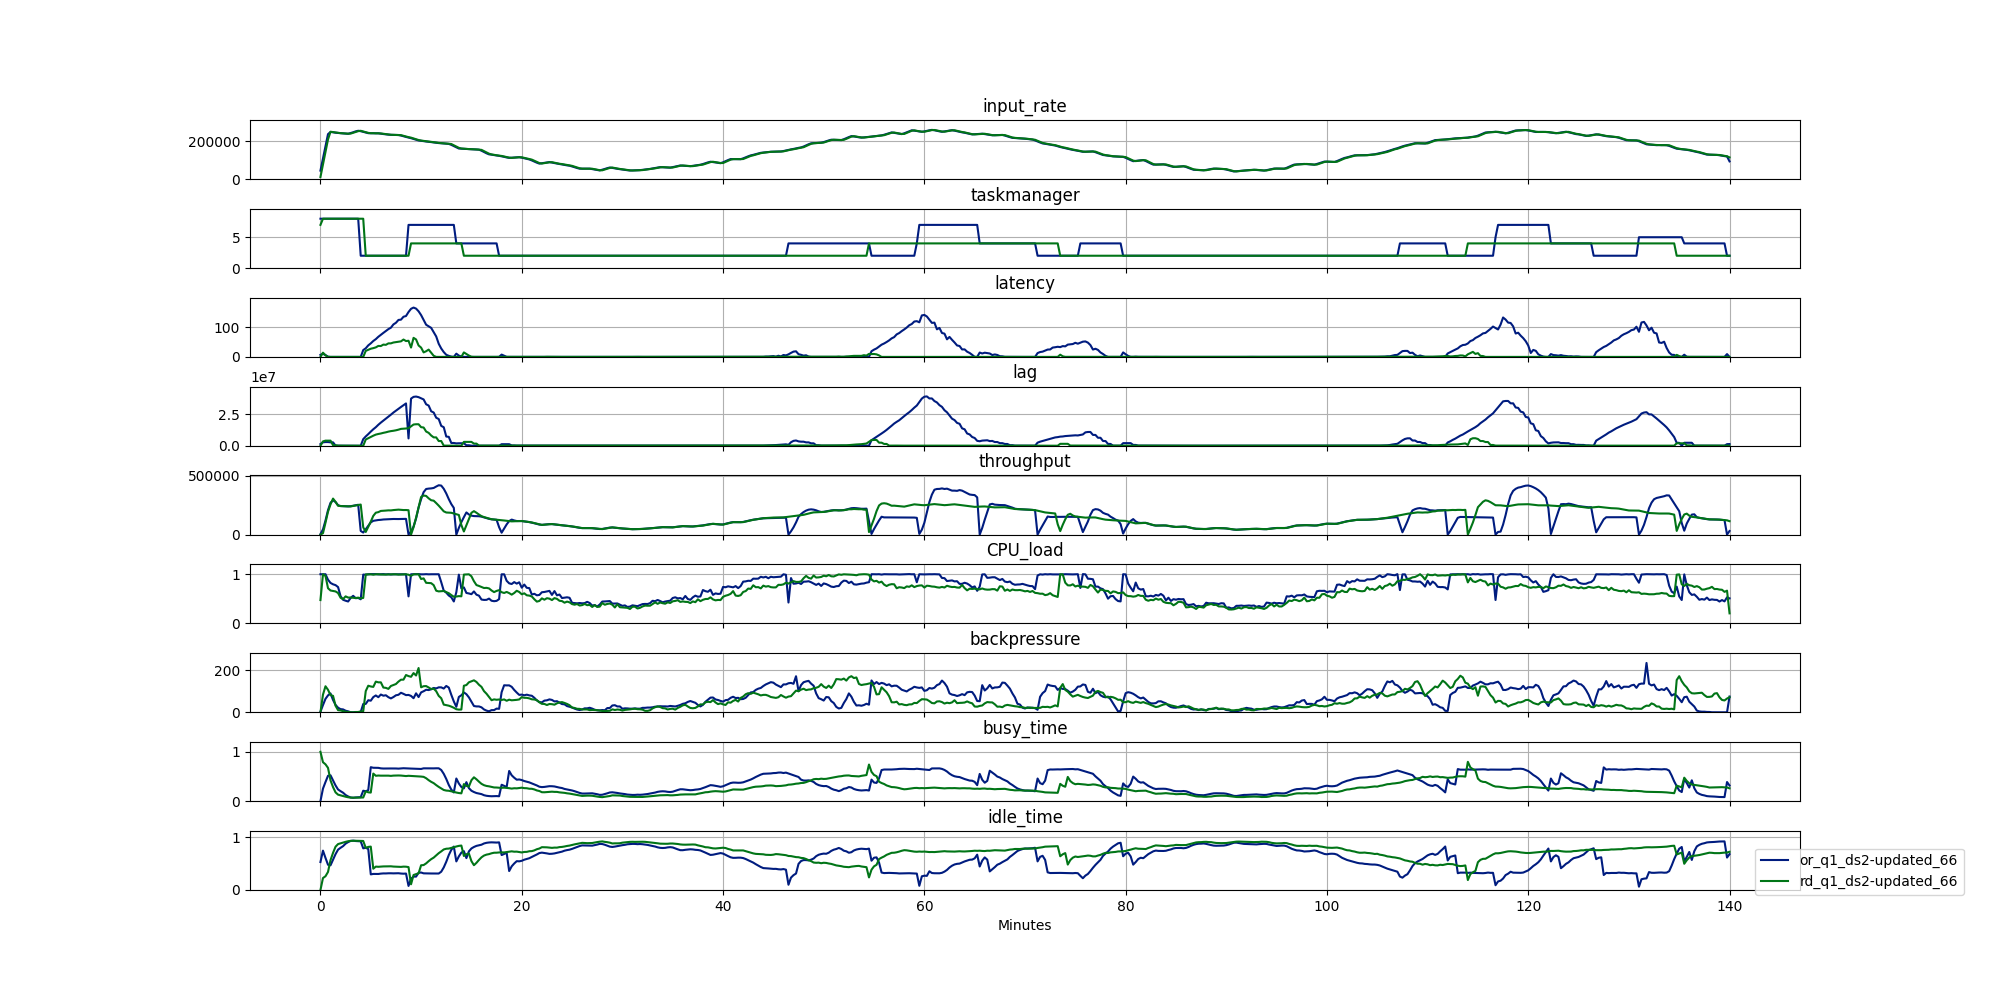 input_rate
200000
0
taskmanager
5
0
latency
100
0
1e7
lag
2.5
0.0
throughput
500000
0
CPU_load
1
0
backpressure
200
0
busy_time
1
0
idle_time
1
0
or_q1_ds2-updated_66
rd_q1_ds2-updated_66
0 20 40 60 80 100 120 140
Minutes